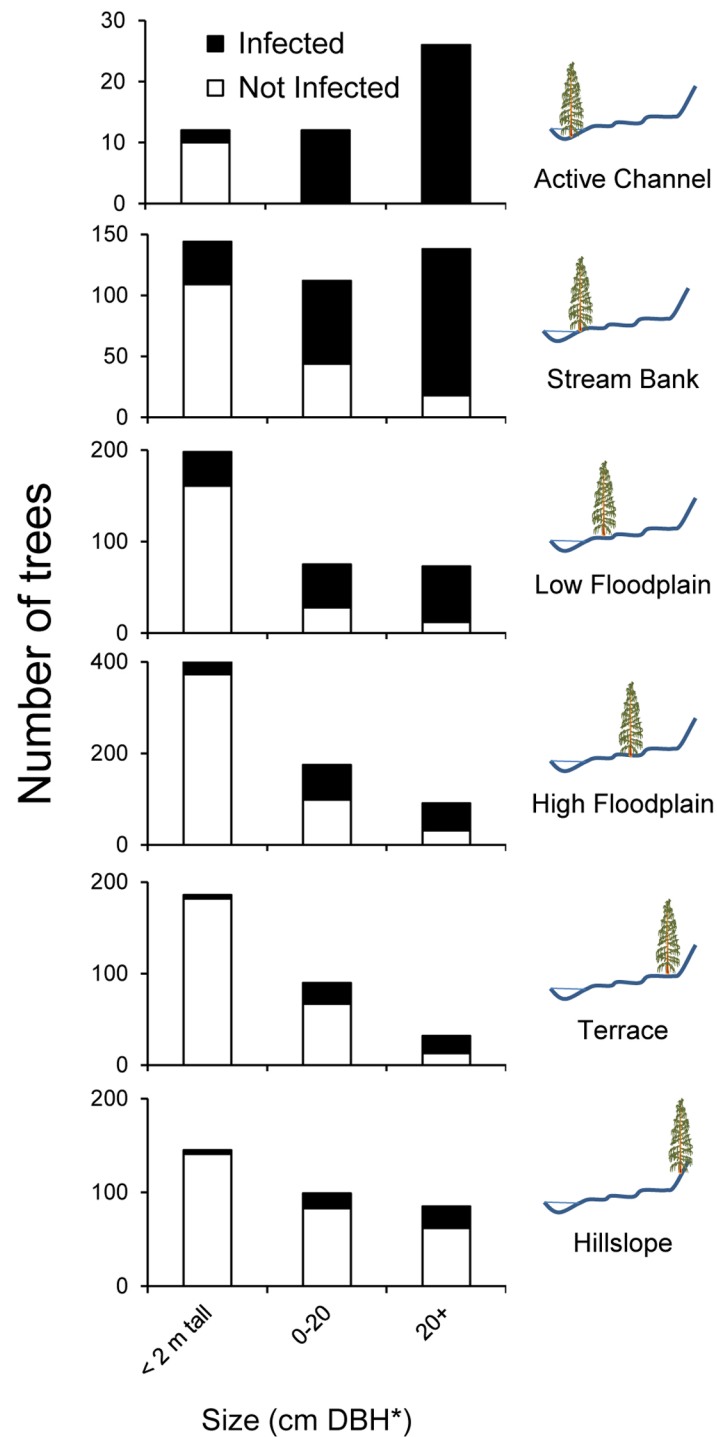 Number of trees
30
20
10
0
Infected
Not Infected
Active Channel
150
100
50
0
Stream Bank
200
100
0
Low Floodplain
400
200
0
High Floodplain
200
100
0
Terrace
200
100
0
Hillslope
< 2 m tall
0-20
20+
Size (cm DBH*)